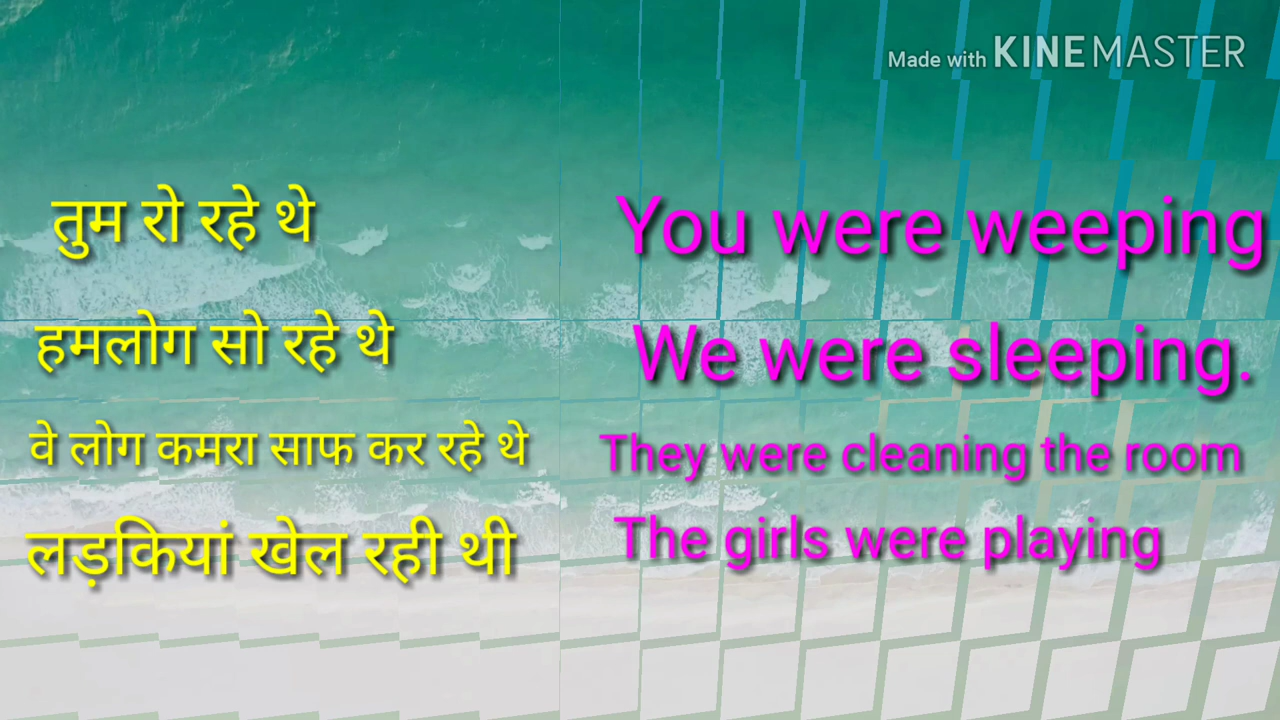 Made with KINEMASTER
तुम रो रहे थे
You were weeping
हमलोग सो रहे थे
We were sleeping.
वे लोग कमरा साफ कर रहे थे
They were cleaning the room
लड़कियां खेल रही थी
The girls were playing